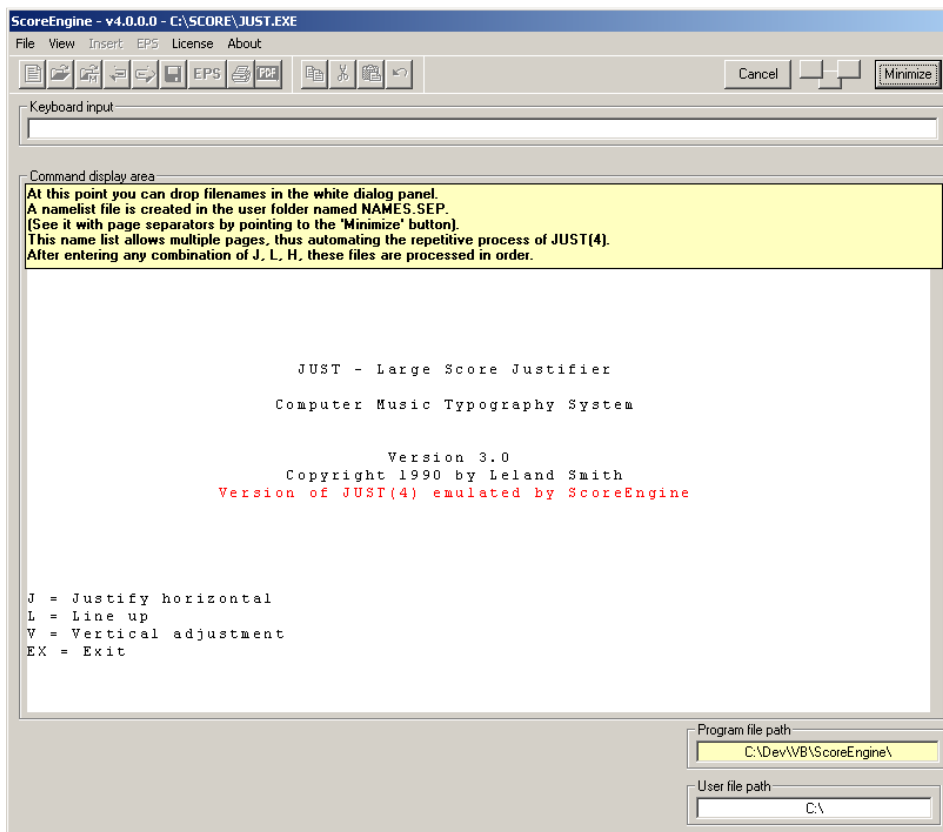 ScoreEngine - v4.0.0.0 - C:\SCORE\JUST.EXE
File View Insert EPS License About
EPS PDF Cancel Minimize
Keyboard input
Command display area
At this point you can drop filenames in the white dialog panel.
A namelist file is created in the user folder named NAMES.SEP.
(See it with page separators by pointing to the 'Minimize' button).
This name list allows multiple pages, thus automating the repetitive process of JUST(4).
After entering any combination of J, L, H, these files are processed in order.
JUST - Large Score Justifier
Computer Music Typography System
Version 3.0
Copyright 1990 by Leland Smith
Version of JUST(4) emulated by ScoreEngine
J = Justify horizontal
L = Line up
V = Vertical adjustment
EX = Exit
Program file path
C:\Dev\VB\ScoreEngine\
User file path
C:\